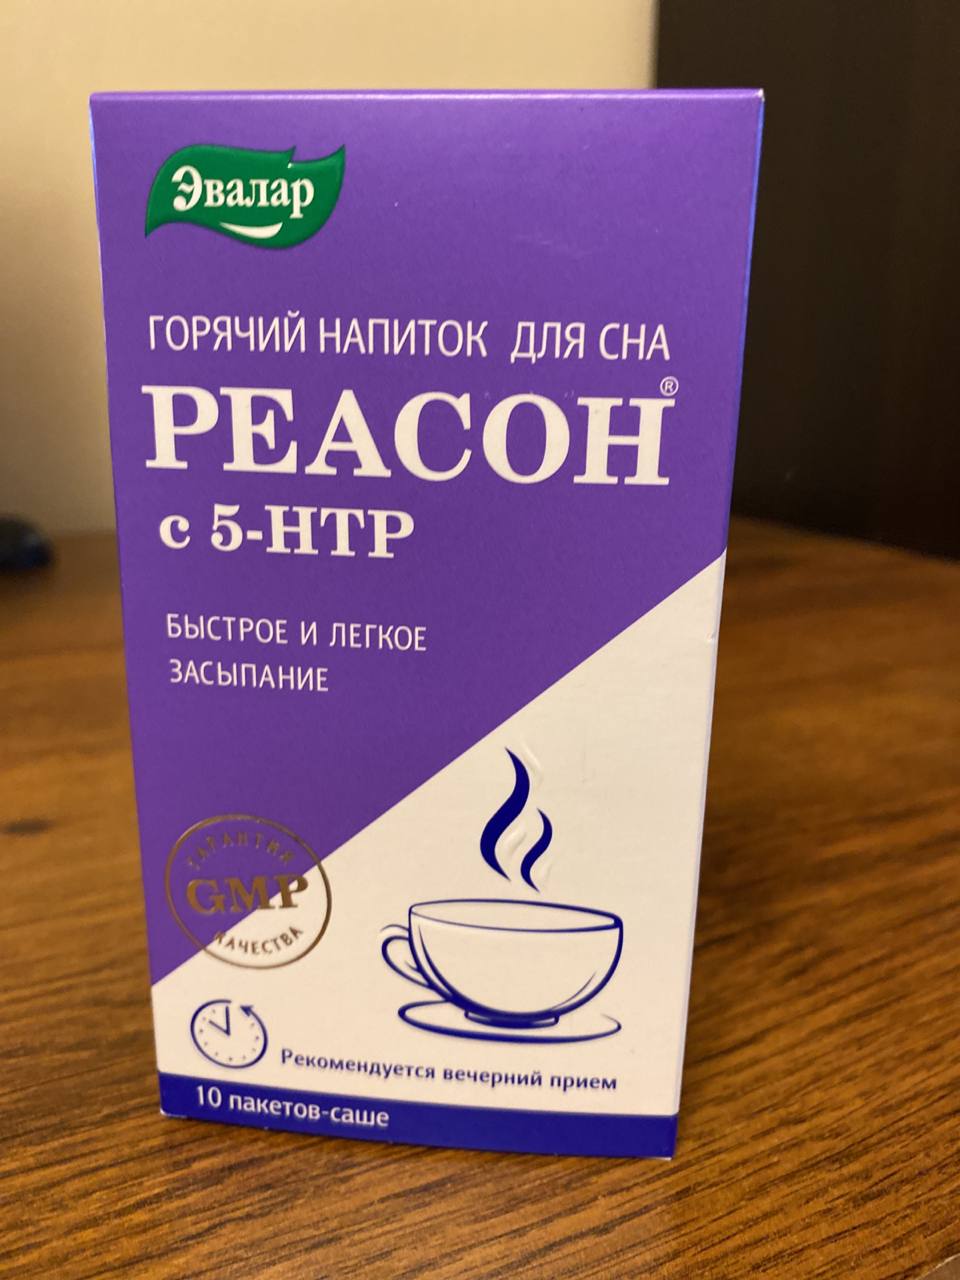 Эвалар
ГОРЯЧИЙ НАПИТОК ДЛЯ СНА
РЕАСОН®
с 5-НТР
БЫСТРОЕ И ЛЕГКОЕ
ЗАСЫПАНИЕ
ГАРАНТИЯ
GMP
КАЧЕСТВА
Рекомендуется вечерний прием
10 пакетов-саше